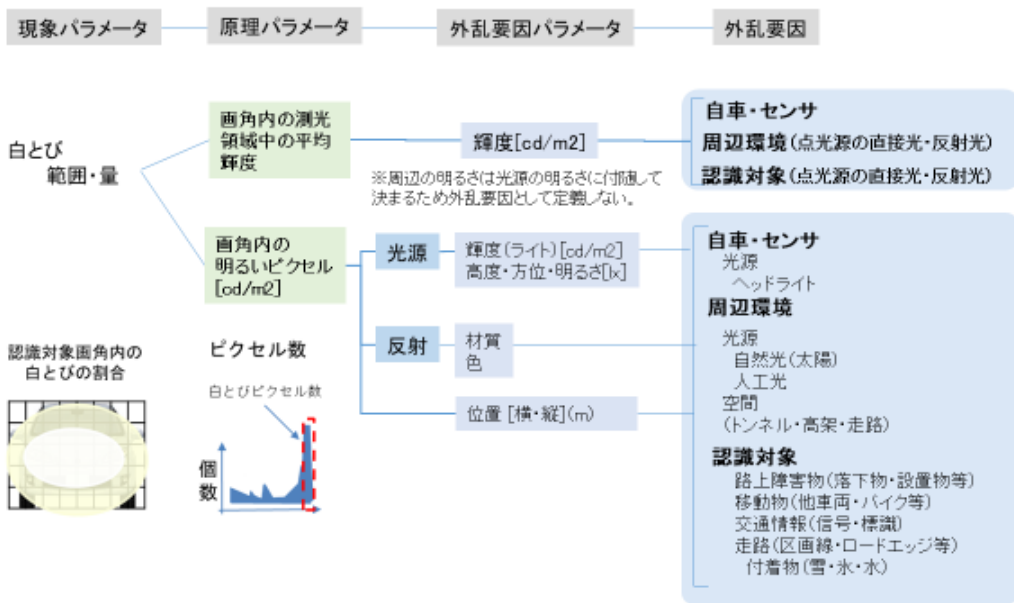 現象パラメータ
原理パラメータ
外乱要因パラメータ
外乱要因
白とび
範囲・量
画角内の測光
領域中の平均
輝度
輝度[cd/m2]
※周辺の明るさは光源の明るさに付随して
決まるため外乱要因として定義しない。
自車・センサ
周辺環境(点光源の直接光・反射光)
認識対象(点光源の直接光・反射光)
画角内の
明るいピクセル
[cd/m2]
光源
輝度(ライト)[cd/m2]
高度・方位・明るさ[lx]
反射
材質
色
位置 [横・縦](m)
自車・センサ
光源
ヘッドライト
周辺環境
光源
自然光(太陽)
人工光
空間
(トンネル・高架・走路)
認識対象
路上障害物(落下物・設置物等)
移動物(他車両・バイク等)
交通情報(信号・標識)
走路(区画線・ロードエッジ等)
付着物(雪・氷・水)
認識対象画角内の
白とびの割合
ピクセル数
白とびピクセル数
個
数